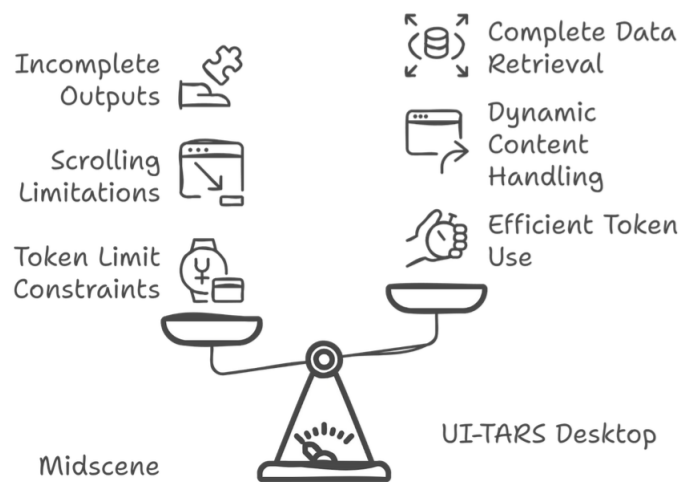 Incomplete
Outputs
Scrolling
Limitations
Token Limit
Constraints
Complete Data
Retrieval
Dynamic
Content
Handling
Efficient Token
Use
Midscene
UI-TARS Desktop